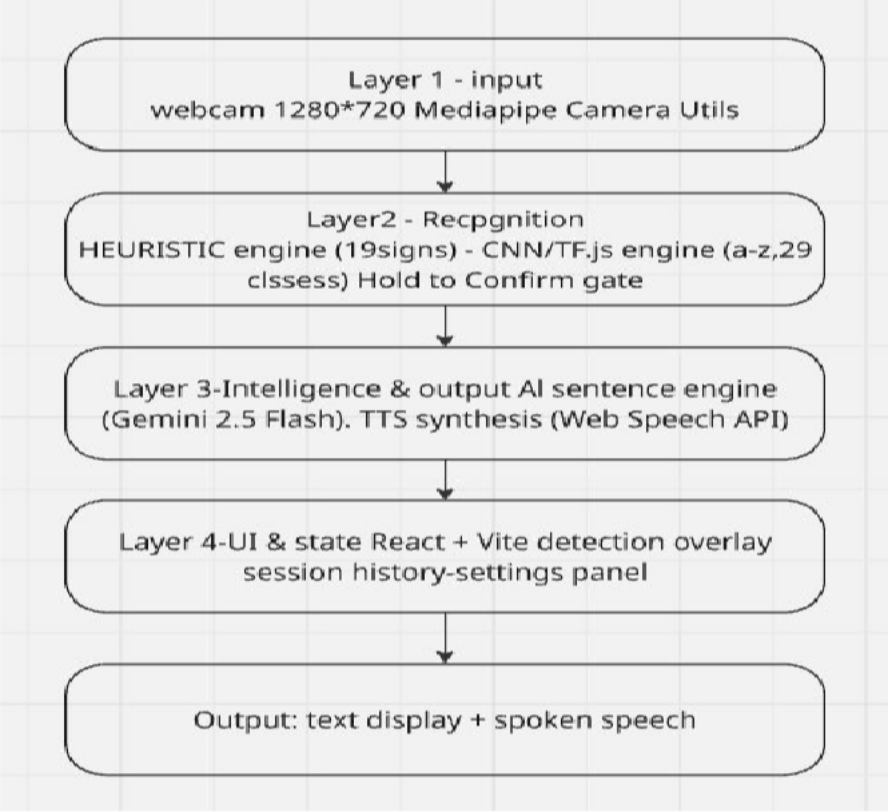 Layer 1 - input
webcam 1280*720 Mediapipe Camera Utils
Layer2 - Recpgnition
HEURISTIC engine (19signs) - CNN/TF.js engine (a-z,29
clssess) Hold to Confirm gate
Layer 3-Intelligence & output AI sentence engine
(Gemini 2.5 Flash). TTS synthesis (Web Speech API)
Layer 4-UI & state React + Vite detection overlay
session history-settings panel
Output: text display + spoken speech